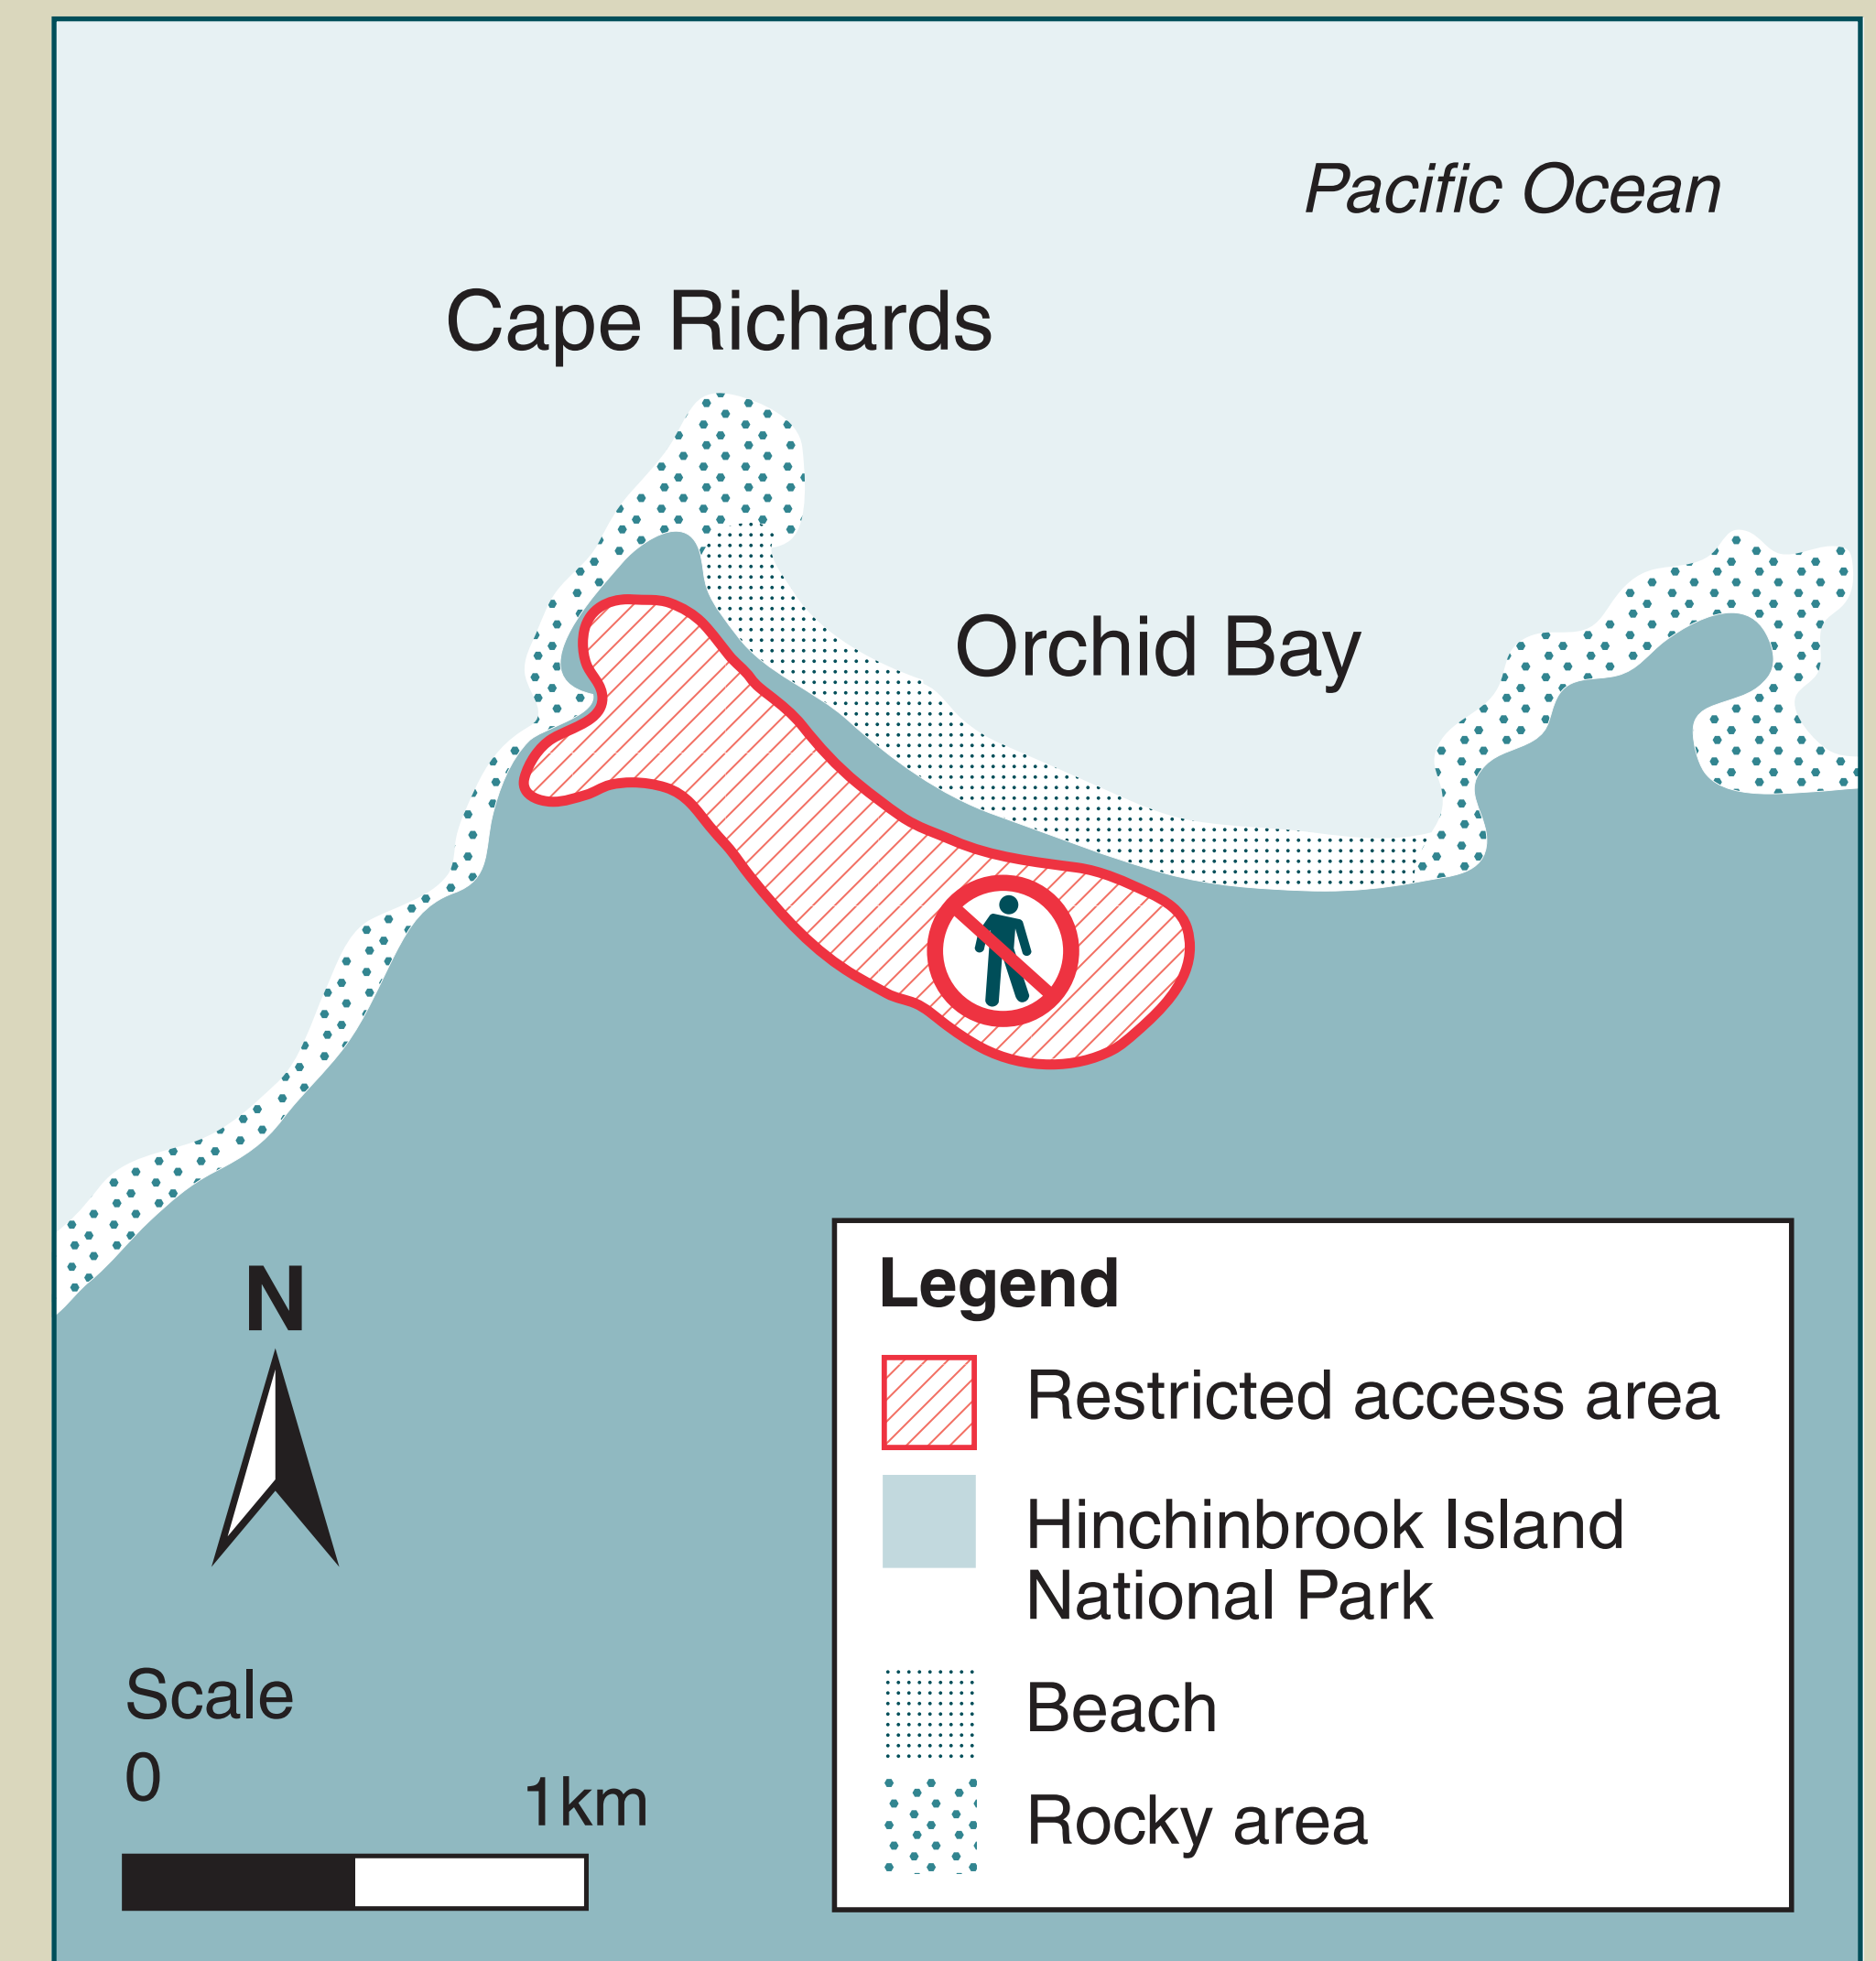 Pacific Ocean
Cape Richards
Orchid Bay
N
Scale
0
1km
Legend
Restricted access area
Hinchinbrook Island
National Park
Beach
Rocky area